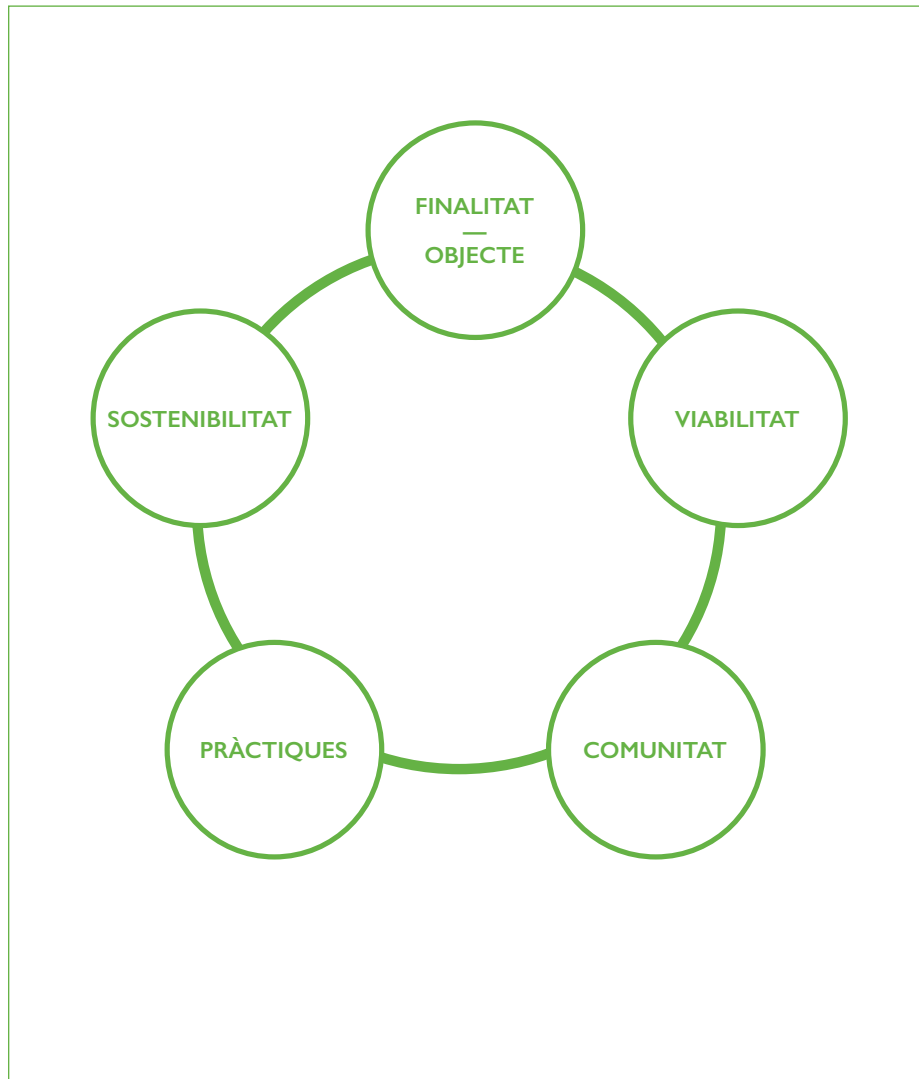 FINALITAT
—
OBJECTE
SOSTENIBILITAT
VIABILITAT
PRÀCTIQUES
COMUNITAT